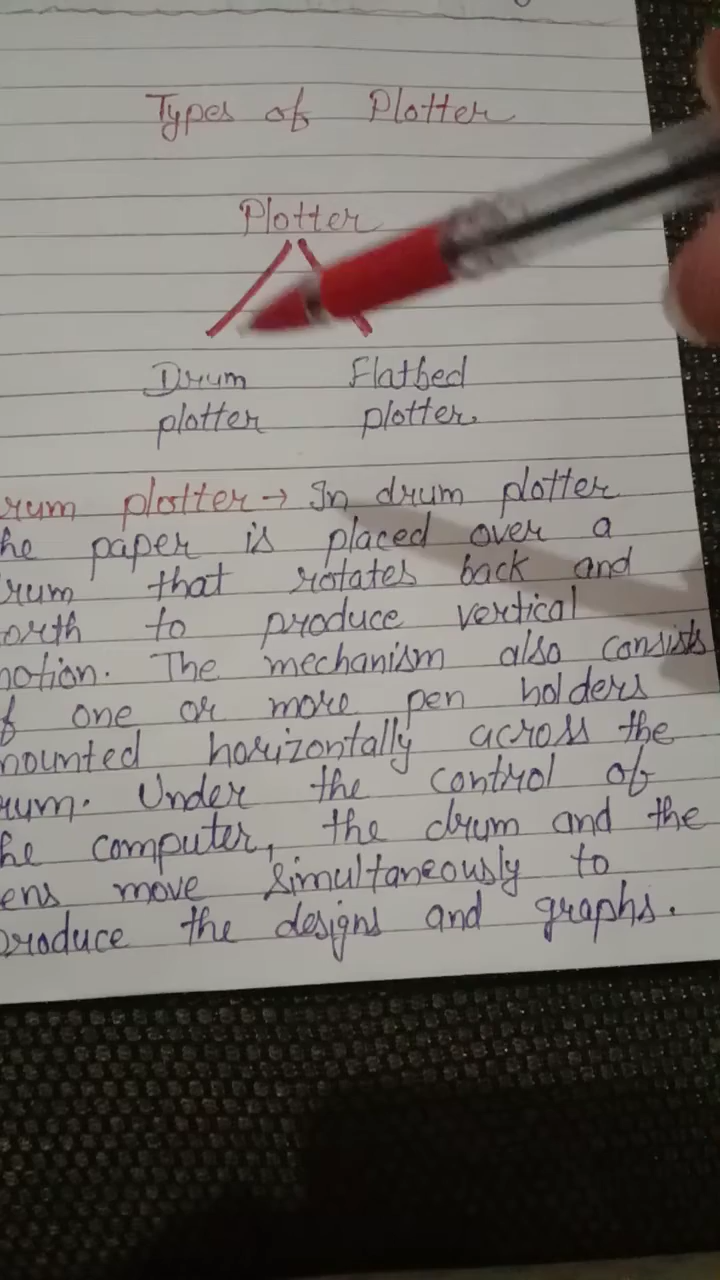 Types of Plotter
Plotter
Drum Flatbed
plotter plotter.
rum plotter → In drum plotter
he paper is placed over a
rum that rotates back and
orth to produce vertical
notion. The mechanism also consists
f one or more pen holders
mounted horizontally across the
rum. Under the control of
he computer, the drum and the
ens move simultaneously to
produce the designs and graphs.